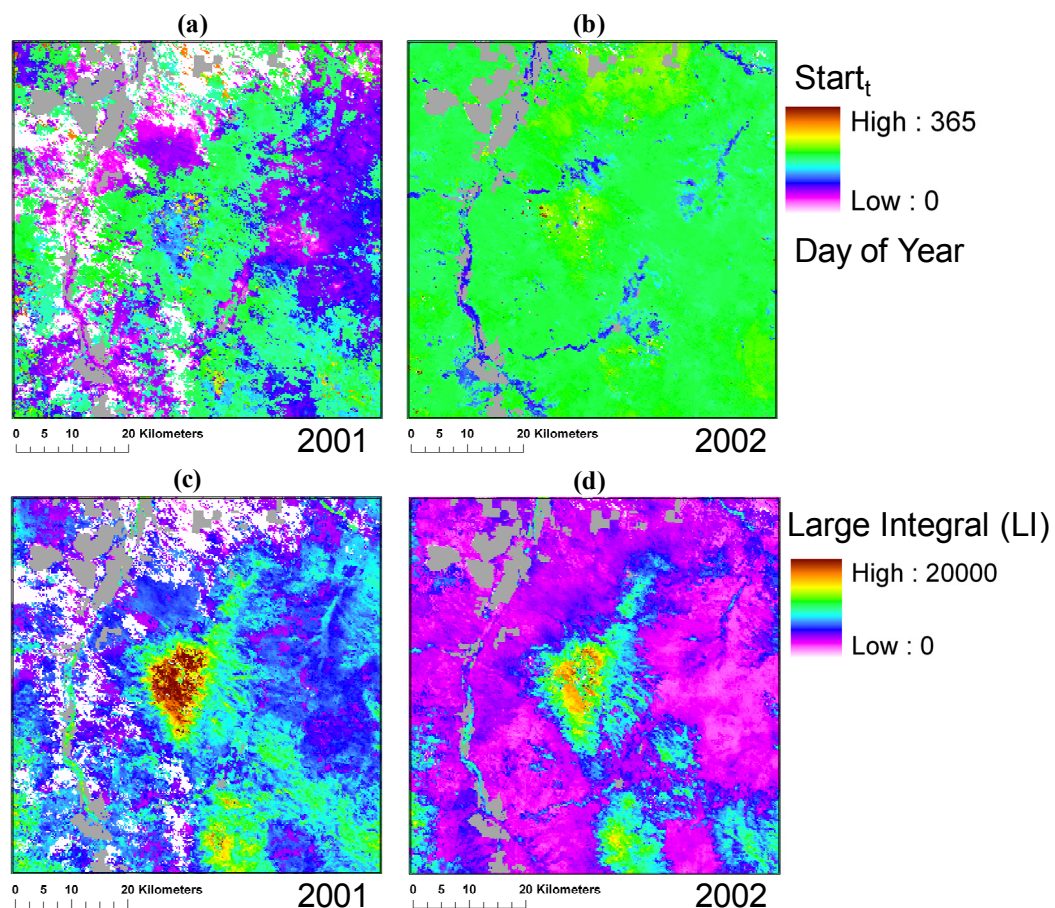 (a) (b)
Start_t
High : 365
Low : 0
Day of Year
0 5 10 20 Kilometers 2001
0 5 10 20 Kilometers 2002
(c) (d)
Large Integral (LI)
High : 20000
Low : 0
0 5 10 20 Kilometers 2001
0 5 10 20 Kilometers 2002